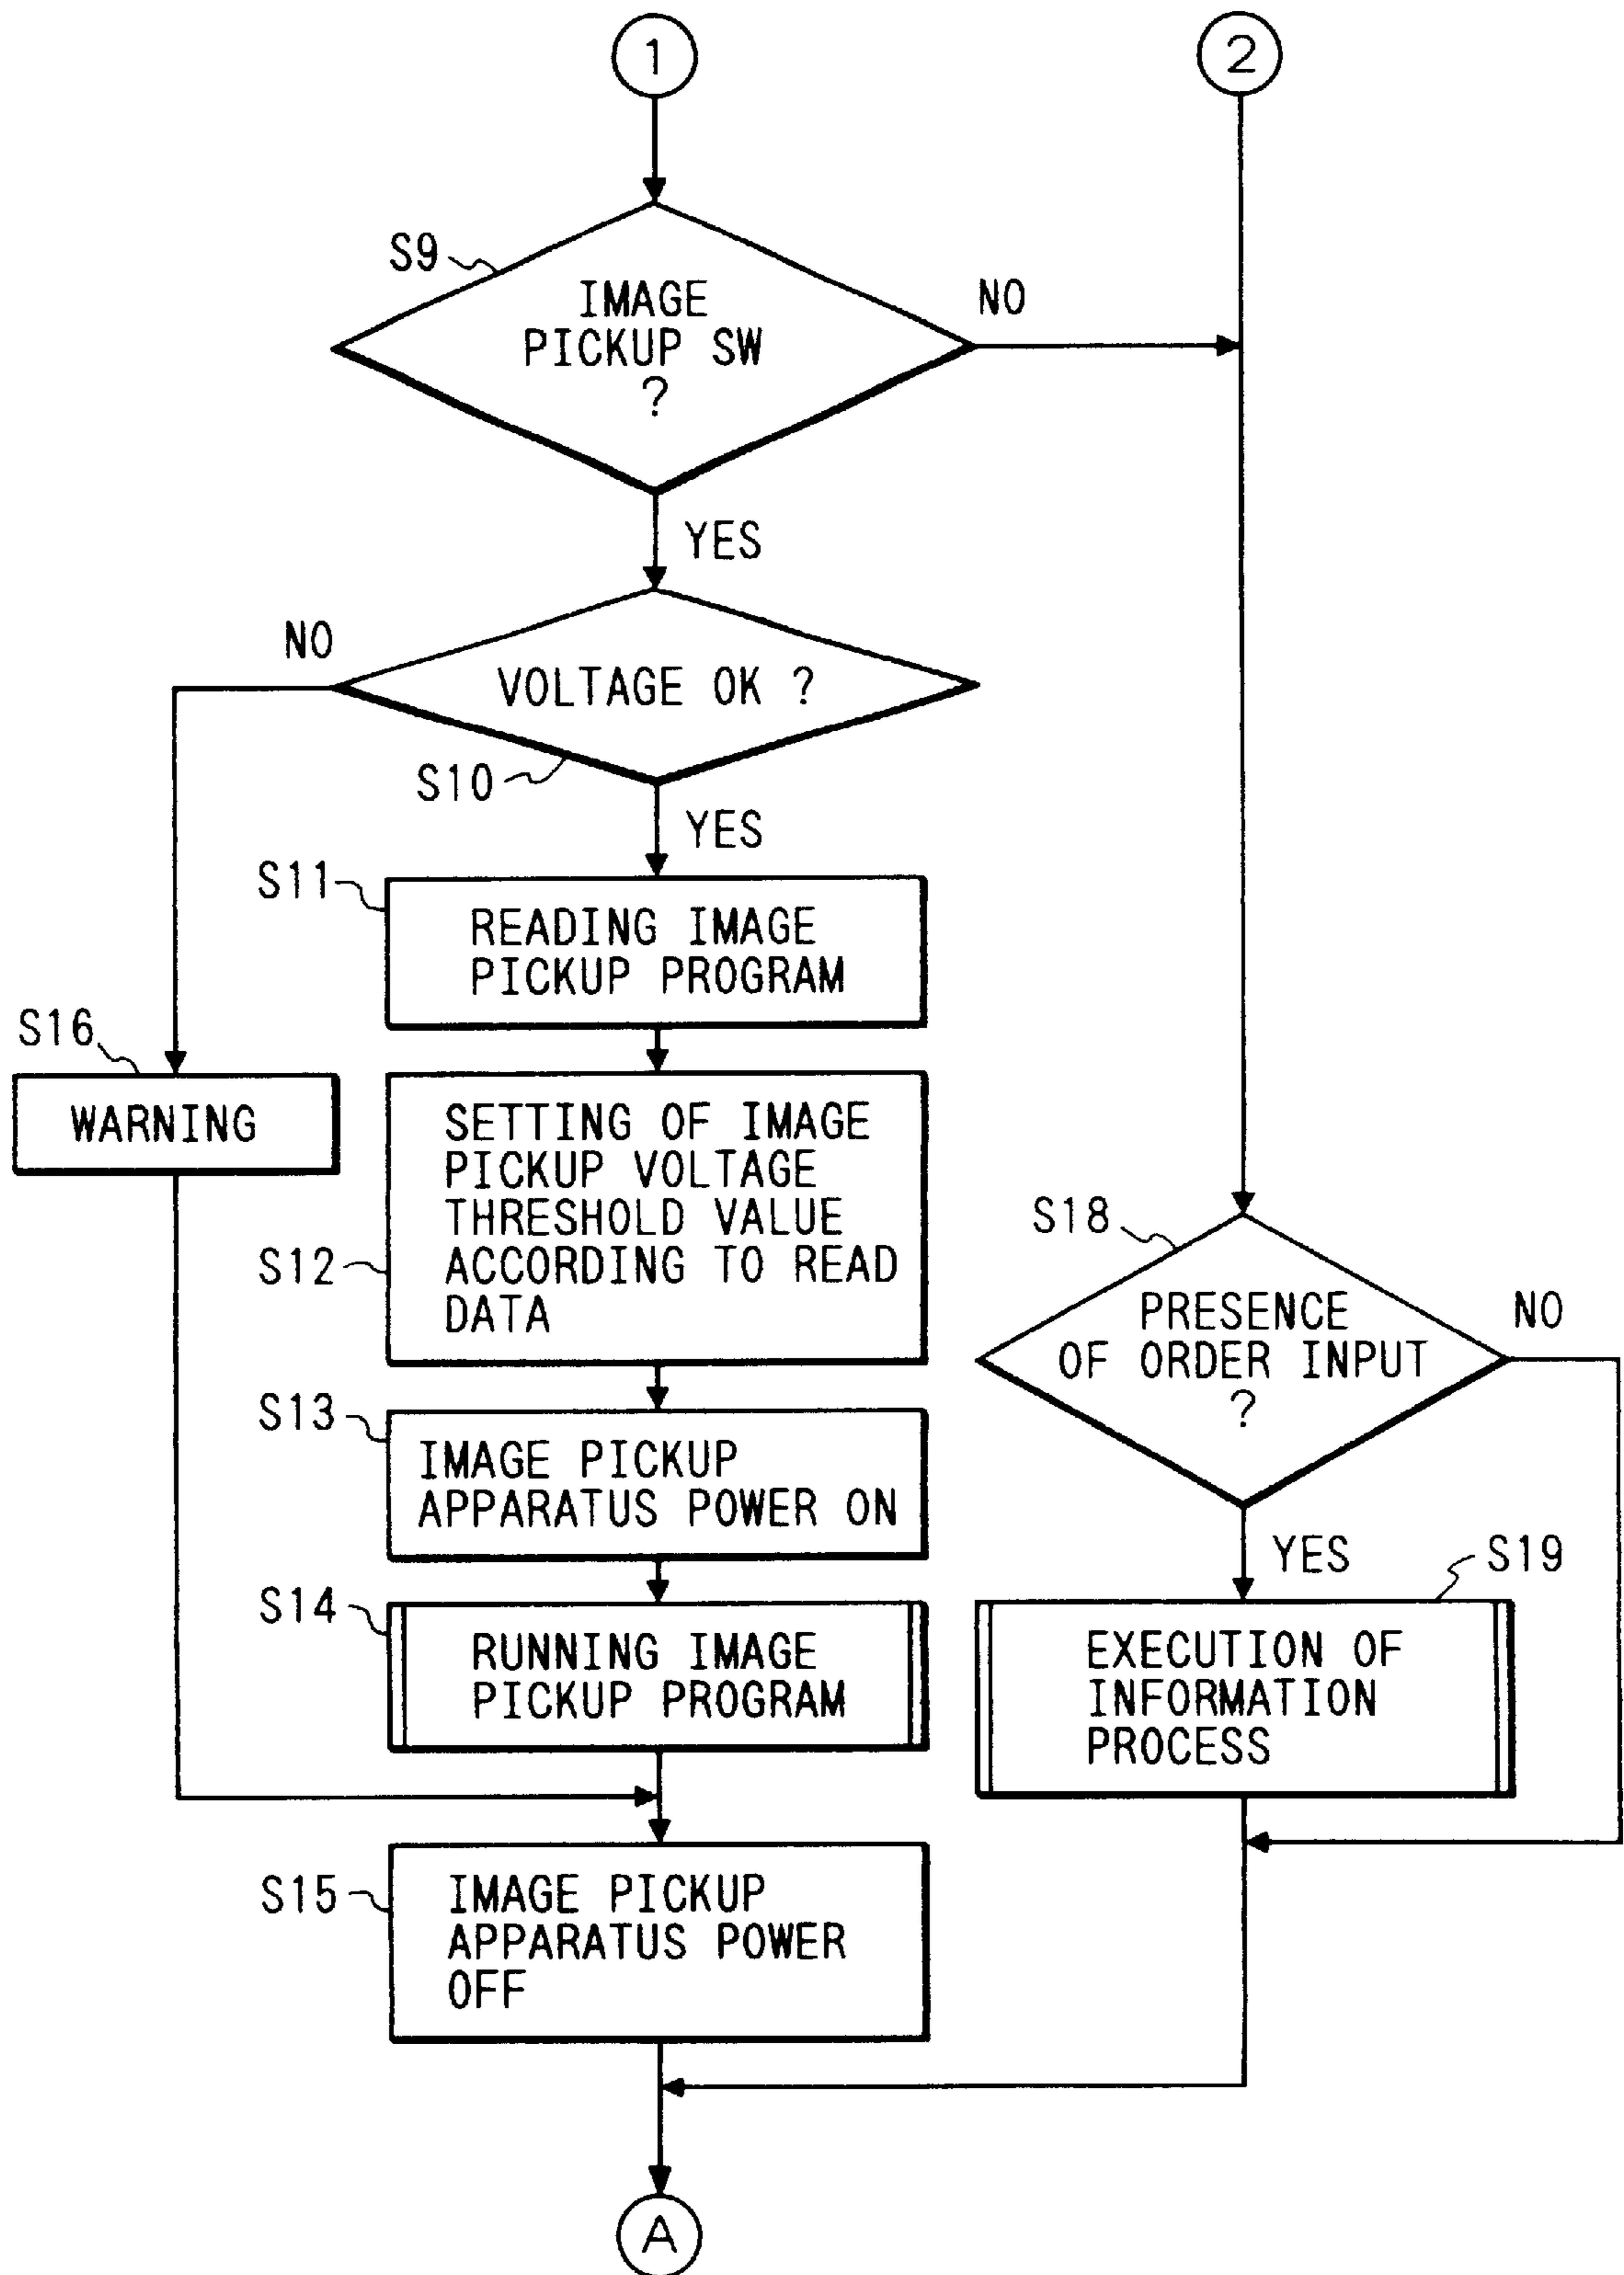 1
2
S9
IMAGE
PICKUP SW
?
NO
YES
NO
VOLTAGE OK ?
S10
YES
S11
READING IMAGE
PICKUP PROGRAM
S16
WARNING
SETTING OF IMAGE
PICKUP VOLTAGE
THRESHOLD VALUE
ACCORDING TO READ
DATA
S12
S18
PRESENCE
OF ORDER INPUT
?
NO
S13
IMAGE PICKUP
APPARATUS POWER ON
YES
S19
S14
RUNNING IMAGE
PICKUP PROGRAM
EXECUTION OF
INFORMATION
PROCESS
S15
IMAGE PICKUP
APPARATUS POWER
OFF
A